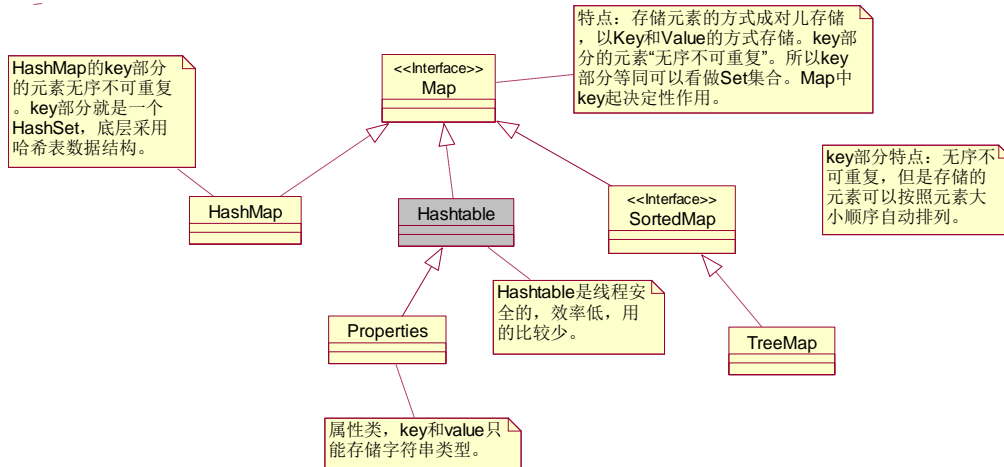 特点：存储元素的方式成对儿存储
，以Key和Value的方式存储。key部
分的元素“无序不可重复”。所以key
部分等同可以看做Set集合。Map中
key起决定性作用。
HashMap的key部分
的元素无序不可重复
。key部分就是一个
HashSet，底层采用
哈希表数据结构。
<<Interface>>
Map
key部分特点：无序不
可重复，但是存储的
元素可以按照元素大
小顺序自动排列。
HashMap
Hashtable
<<Interface>>
SortedMap
Hashtable是线程安
全的，效率低，用
的比较少。
Properties
TreeMap
属性类，key和value只
能存储字符串类型。